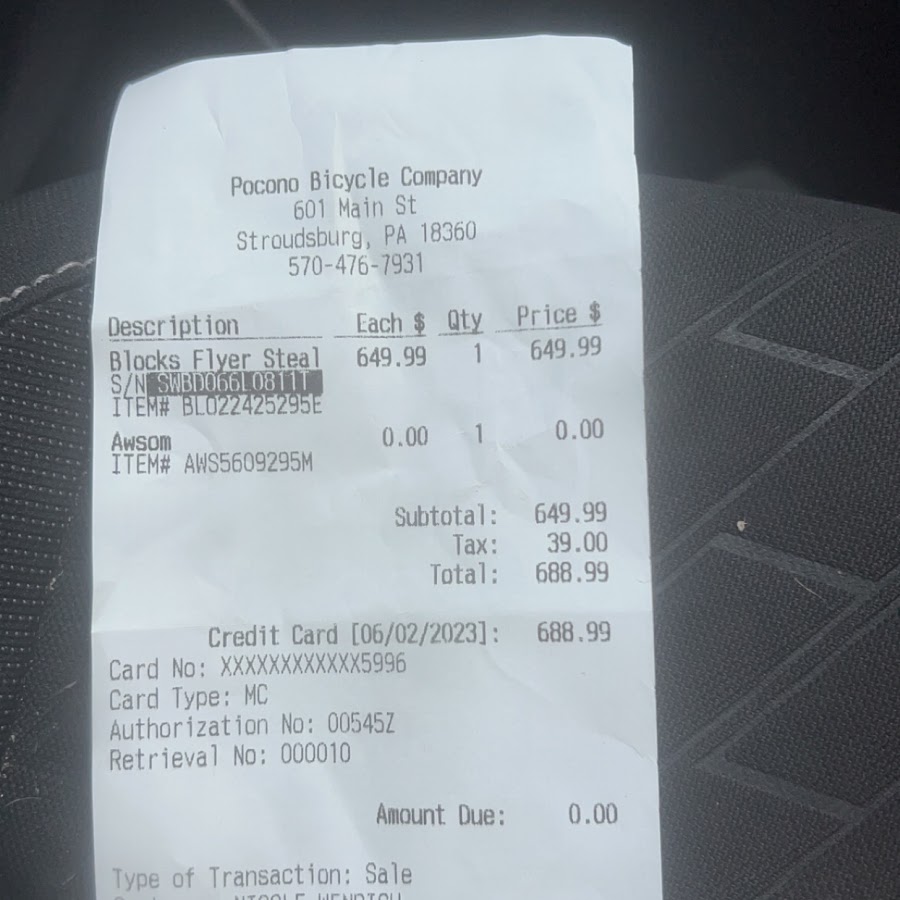 Pocono Bicycle Company
601 Main St
Stroudsburg, PA 18360
570-476-7931
Description Each $ Qty Price $
Blocks Flyer Steal 649.99 1 649.99
S/N SWBD066L0811T
ITEM# BL022425295E
Awsom 0.00 1 0.00
ITEM# AWS5609295M
Subtotal: 649.99
Tax: 39.00
Total: 688.99
Credit Card [06/02/2023]: 688.99
Card No: XXXXXXXXXXXX5996
Card Type: MC
Authorization No: 00545Z
Retrieval No: 000010
Amount Due: 0.00
Type of Transaction: Sale